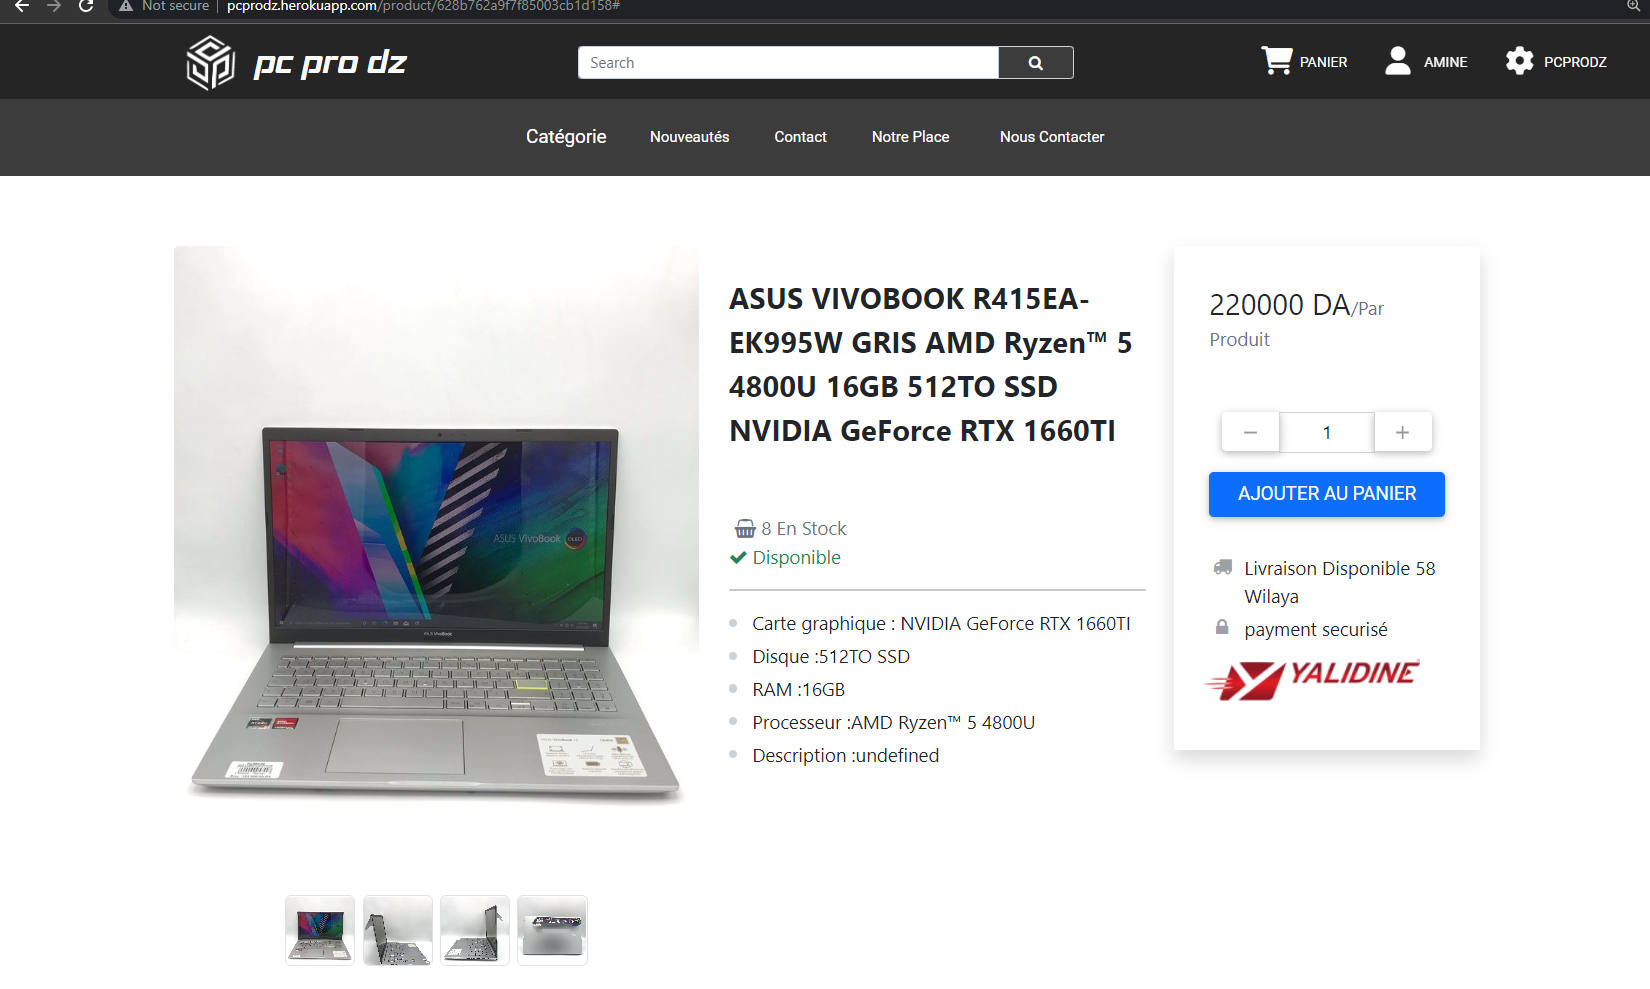 Not secure | pcprodz.herokuapp.com/product/628b762a9f7f85003cb1d158#
pc pro dz
Search
PANIER
AMINE
PCPRODZ
Catégorie
Nouveautés
Contact
Notre Place
Nous Contacter
ASUS VivoBook OLED
ASUS VivoBook
ASUS VIVOBOOK R415EA-
EK995W GRIS AMD Ryzen™ 5
4800U 16GB 512TO SSD
NVIDIA GeForce RTX 1660TI
8 En Stock
Disponible
Carte graphique : NVIDIA GeForce RTX 1660TI
Disque :512TO SSD
RAM :16GB
Processeur :AMD Ryzen™ 5 4800U
Description :undefined
220000 DA/Par
Produit
− 1 +
AJOUTER AU PANIER
Livraison Disponible 58
Wilaya
payment securisé
YALIDINE